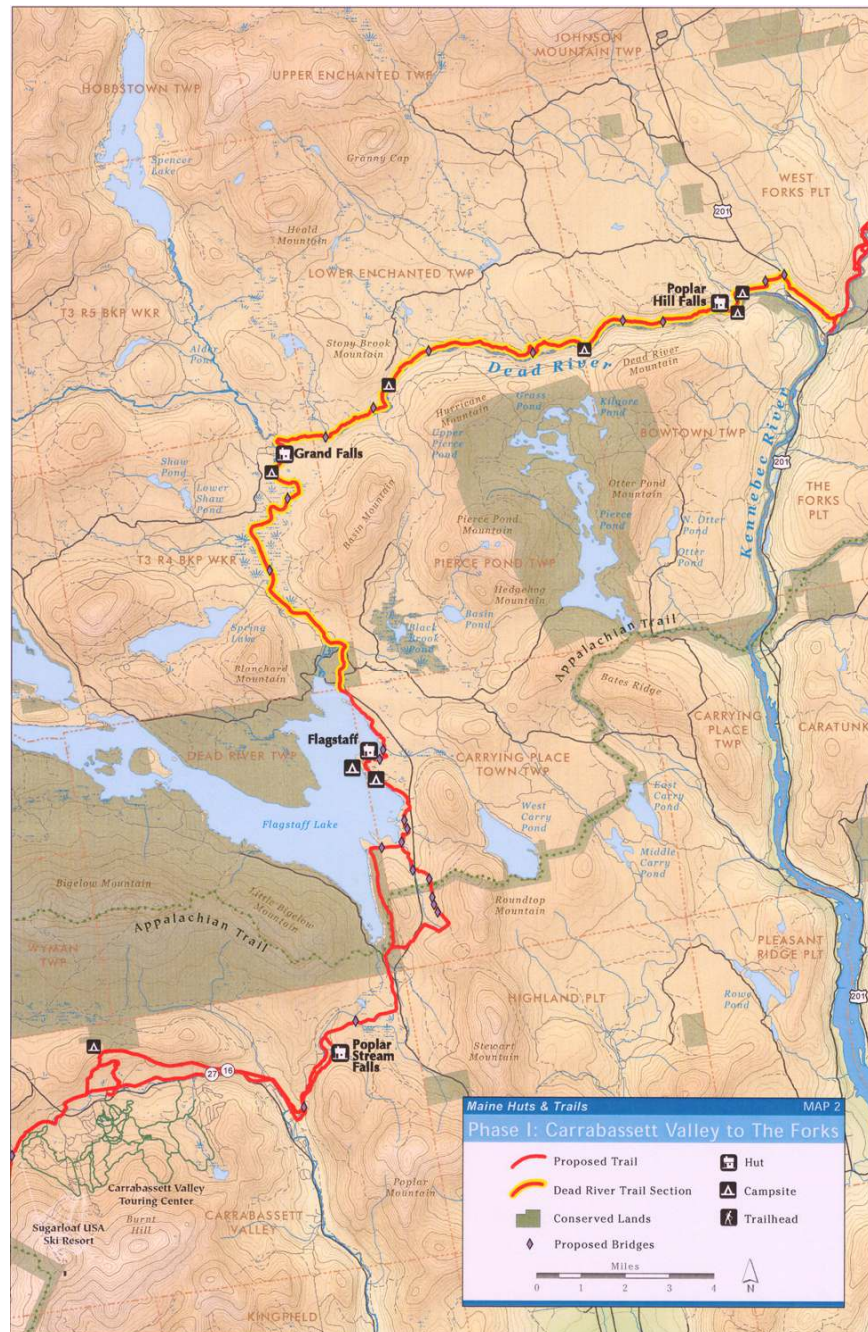 JOHNSON
MOUNTAIN TWP
UPPER ENCHANTED TWP
HOBBSTOWN TWP
Spencer
Lake
Granny Cap
WEST
FORKS PLT
201
Heald
Mountain
LOWER ENCHANTED TWP
Poplar
Hill Falls
T3 R5 BKP WKR
Stony Brook
Mountain
Alder
Pond
Dead River
Dead River
Mountain
Hurricane
Mountain
Grass
Pond
Kilgore
Pond
Kennebec River
Upper
Pierce
Pond
BOWTOWN TWP
Grand Falls
201
Shaw
Pond
Lower
Shaw
Pond
Otter Pond
Mountain
THE
FORKS
PLT
Basin Mountain
Pierce Pond
Mountain
Pierce
Pond
N. Otter
Pond
Otter
Pond
T3 R4 BKP WKR
PIERCE POND TWP
Hedgehog
Mountain
Spring
Lake
Black
Brook
Pond
Basin
Pond
Appalachian Trail
Blanchard
Mountain
Bates Ridge
Flagstaff
DEAD RIVER TWP
CARRYING PLACE
TOWN TWP
CARRYING
PLACE
TWP
CARATUNK
Flagstaff Lake
West
Carry
Pond
East
Carry
Pond
Middle
Carry
Pond
Bigelow Mountain
Little Bigelow
Mountain
Roundtop
Mountain
Appalachian Trail
WYMAN
TWP
PLEASANT
RIDGE PLT
Rowe
Pond
201
HIGHLAND PLT
Stewart
Mountain
Poplar
Stream
Falls
27
16
Carrabassett Valley
Touring Center
Poplar
Mountain
Sugarloaf USA
Ski Resort
Burnt
Hill
CARRABASSETT
VALLEY
KINGFIELD
Maine Huts & Trails MAP 2
Phase I: Carrabassett Valley to The Forks
Proposed Trail
Hut
Dead River Trail Section
Campsite
Conserved Lands
Trailhead
Proposed Bridges
Miles
0 1 2 3 4
N